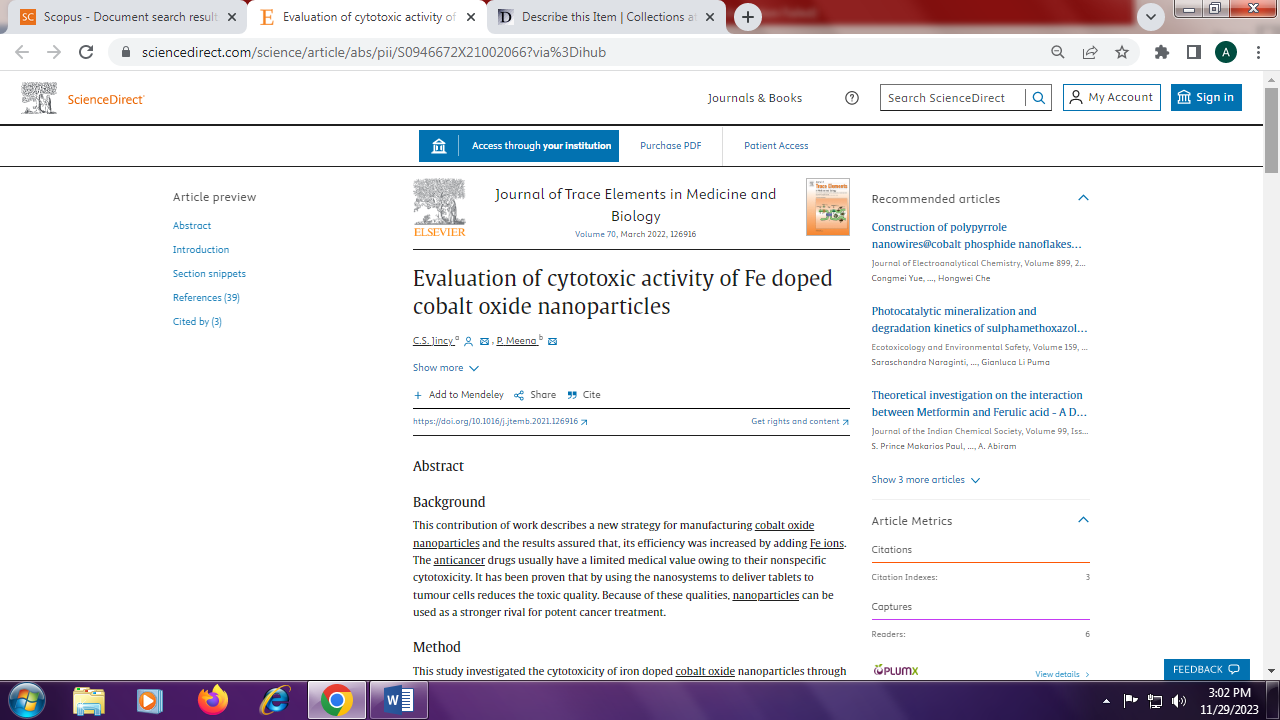 Scopus - Document search result
Evaluation of cytotoxic activity of
Describe this Item | Collections at
sciencedirect.com/science/article/abs/pii/S0946672X21002066?via%3Dihub
A
ScienceDirect
Journals & Books
Search ScienceDirect
My Account
Sign in
Access through your institution
Purchase PDF
Patient Access
Article preview
Abstract
Introduction
Section snippets
References (39)
Cited by (3)
ELSEVIER
Journal of Trace Elements in Medicine and
Biology
Volume 70, March 2022, 126916
Trace Elements
Evaluation of cytotoxic activity of Fe doped
cobalt oxide nanoparticles
C.S. Jincy a, P. Meena b
Show more
Add to Mendeley
Share
Cite
https://doi.org/10.1016/j.jtemb.2021.126916
Get rights and content
Abstract
Background
This contribution of work describes a new strategy for manufacturing cobalt oxide
nanoparticles and the results assured that, its efficiency was increased by adding Fe ions.
The anticancer drugs usually have a limited medical value owing to their nonspecific
cytotoxicity. It has been proven that by using the nanosystems to deliver tablets to
tumour cells reduces the toxic quality. Because of these qualities, nanoparticles can be
used as a stronger rival for potent cancer treatment.
Method
This study investigated the cytotoxicity of iron doped cobalt oxide nanoparticles through
Recommended articles
Construction of polypyrrole
nanowires@cobalt phosphide nanoflakes…
Journal of Electroanalytical Chemistry, Volume 899, 2…
Congmei Yue, …, Hongwei Che
Photocatalytic mineralization and
degradation kinetics of sulphamethoxazol…
Ecotoxicology and Environmental Safety, Volume 159, …
Saraschandra Naraginti, …, Gianluca Li Puma
Theoretical investigation on the interaction
between Metformin and Ferulic acid - A D…
Journal of the Indian Chemical Society, Volume 99, Iss…
S. Prince Makarios Paul, …, A. Abiram
Show 3 more articles
Article Metrics
Citations
Citation Indexes: 3
Captures
Readers: 6
PLUMX
View details
FEEDBACK
3:02 PM
11/29/2023